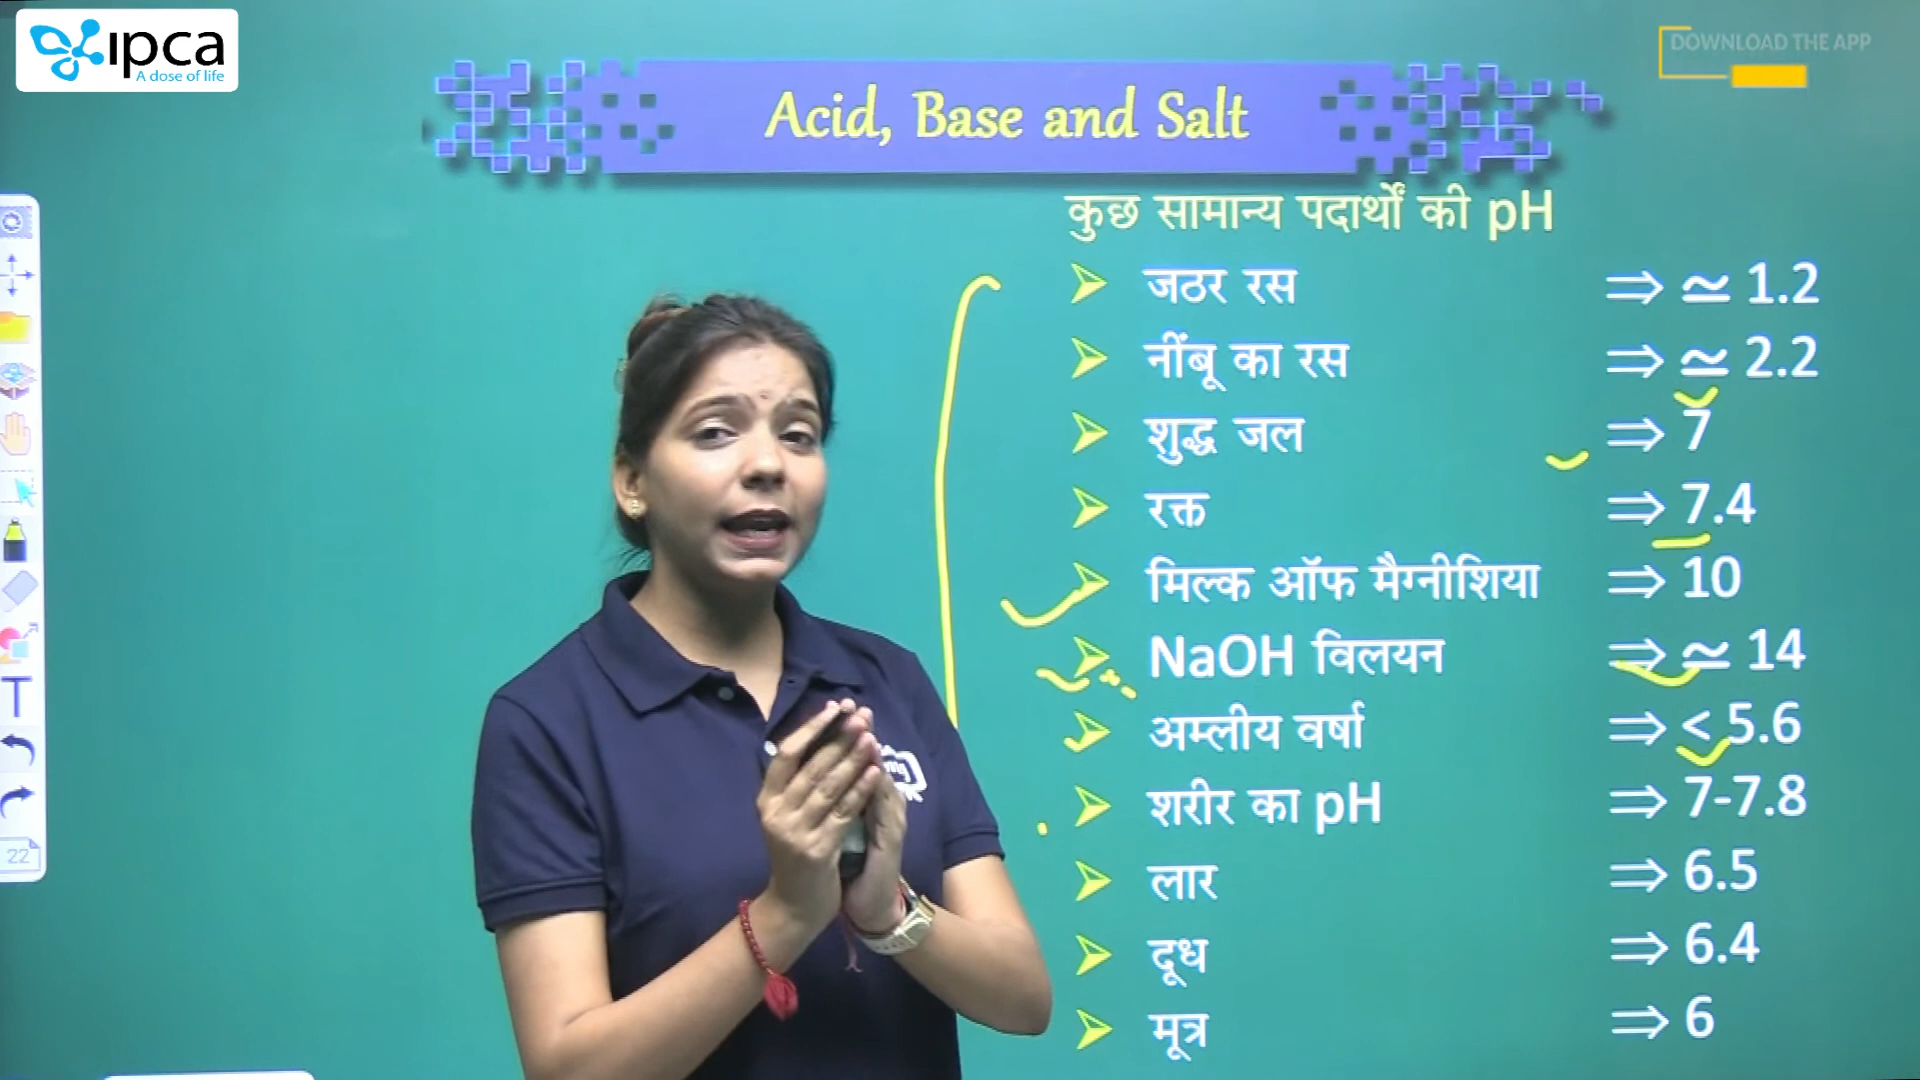 ipca
A dose of life
DOWNLOAD THE APP
Acid, Base and Salt
कुछ सामान्य पदार्थों की pH
➢ जठर रस ⇒ ≃ 1.2
➢ नींबू का रस ⇒ ≃ 2.2
➢ शुद्ध जल ⇒ 7
➢ रक्त ⇒ 7.4
➢ मिल्क ऑफ मैग्नीशिया ⇒ 10
➢ NaOH विलयन ⇒ ≃ 14
➢ अम्लीय वर्षा ⇒ < 5.6
➢ शरीर का pH ⇒ 7-7.8
➢ लार ⇒ 6.5
➢ दूध ⇒ 6.4
➢ मूत्र ⇒ 6
T
22